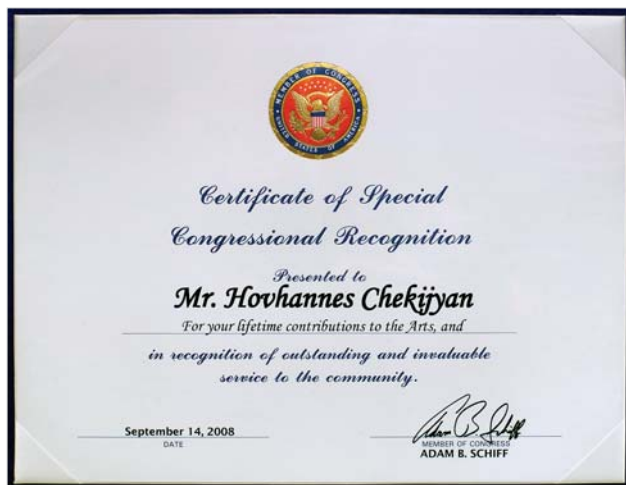 MEMBER OF CONGRESS
UNITED STATES OF AMERICA
Certificate of Special
Congressional Recognition
Presented to
Mr. Hovhannes Chekijyan
For your lifetime contributions to the Arts, and
in recognition of outstanding and invaluable
service to the community.
September 14, 2008
DATE
Adam B. Schiff
MEMBER OF CONGRESS
ADAM B. SCHIFF